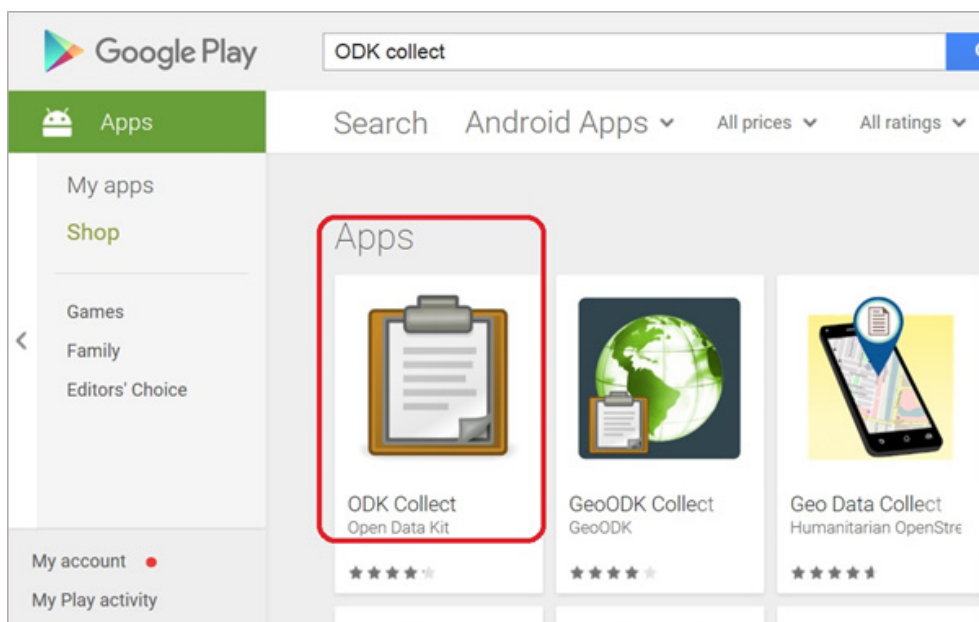 Google Play
ODK collect
Apps
Search Android Apps All prices All ratings
My apps
Shop
Games
Family
Editors' Choice
My account
My Play activity
Apps
ODK Collect
Open Data Kit
GeoODK Collect
GeoODK
Geo Data Collect
Humanitarian OpenStre